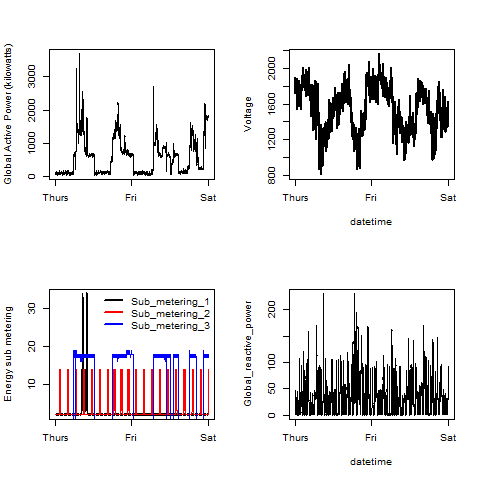 Global Active Power (kilowatts)
0
1000
2000
3000
Thurs
Fri
Sat
Voltage
800
1200
1600
2000
Thurs
Fri
Sat
datetime
Energy sub metering
10
20
30
Sub_metering_1
Sub_metering_2
Sub_metering_3
Thurs
Fri
Sat
Global_reactive_power
0
50
100
200
Thurs
Fri
Sat
datetime